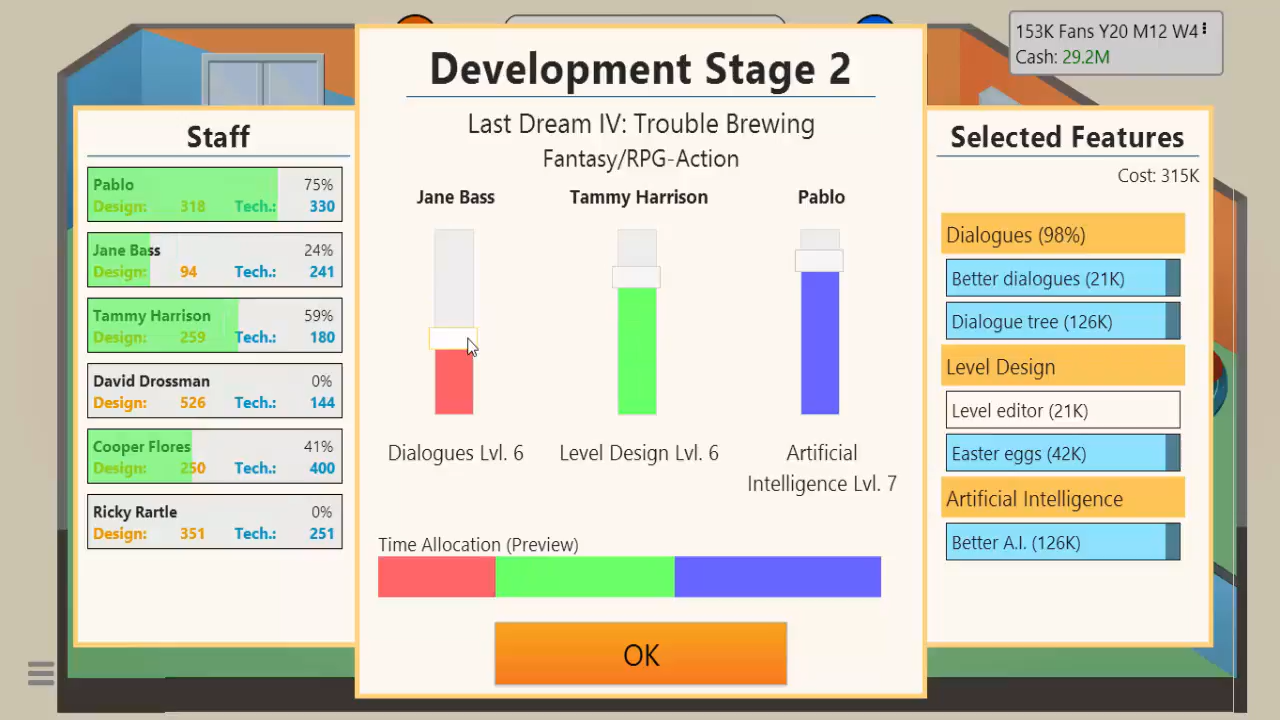 153K Fans Y20 M12 W4
Cash: 29.2M
Development Stage 2
Last Dream IV: Trouble Brewing
Fantasy/RPG-Action
Staff
Pablo 75%
Design: 318 Tech.: 330
Jane Bass 24%
Design: 94 Tech.: 241
Tammy Harrison 59%
Design: 259 Tech.: 180
David Drossman 0%
Design: 526 Tech.: 144
Cooper Flores 41%
Design: 250 Tech.: 400
Ricky Rartle 0%
Design: 351 Tech.: 251
Jane Bass Tammy Harrison Pablo
Dialogues Lvl. 6 Level Design Lvl. 6 Artificial
Intelligence Lvl. 7
Time Allocation (Preview)
OK
Selected Features
Cost: 315K
Dialogues (98%)
Better dialogues (21K)
Dialogue tree (126K)
Level Design
Level editor (21K)
Easter eggs (42K)
Artificial Intelligence
Better A.I. (126K)